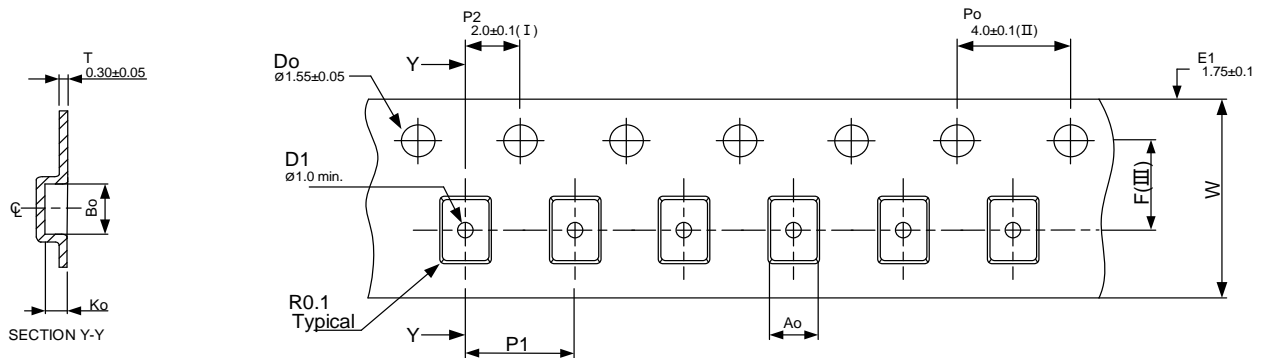 T
0.30±0.05
Bo
Ko
℄
SECTION Y-Y
P2
2.0±0.1(Ⅰ)
Po
4.0±0.1(Ⅱ)
E1
1.75±0.1
Y
Do
Ø1.55±0.05
D1
Ø1.0 min.
F(Ⅲ)
W
R0.1
Typical
Y
P1
Ao